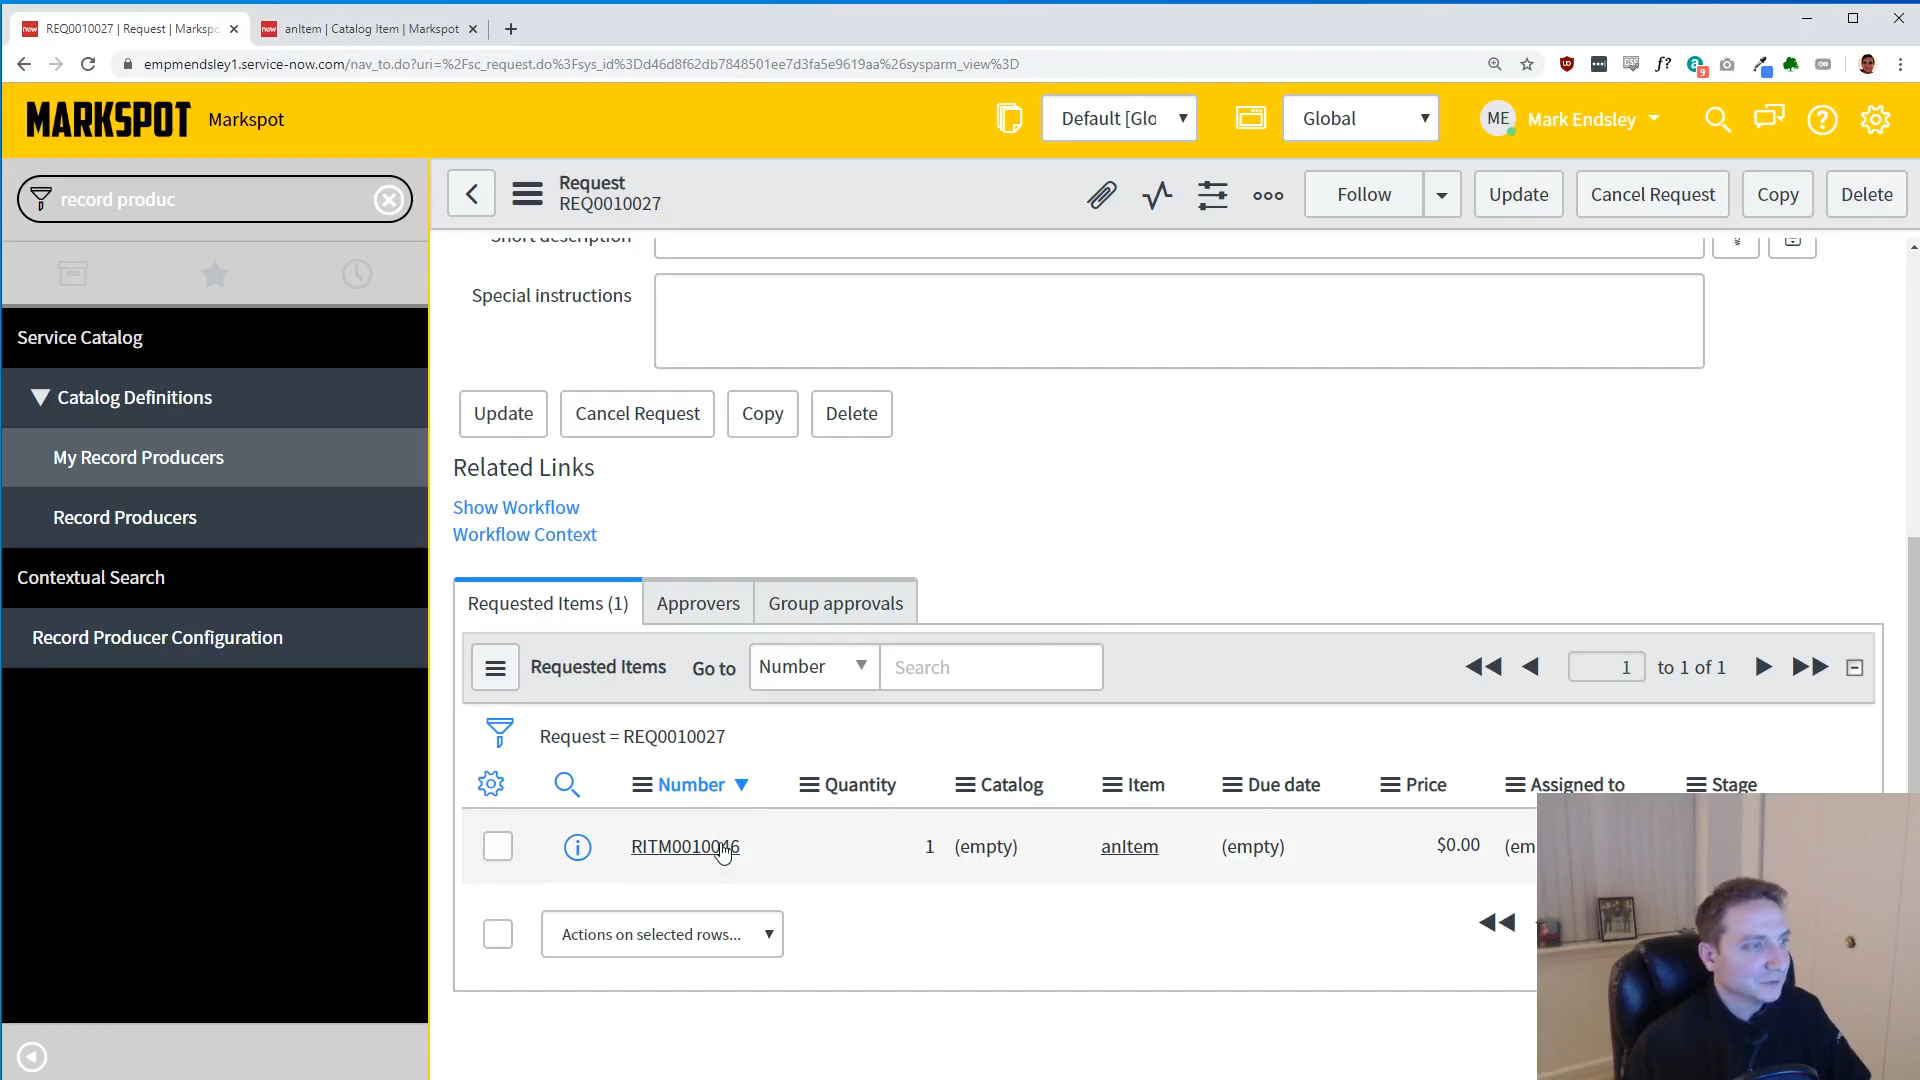 REQ0010027 | Request | Markspo
anItem | Catalog Item | Markspot
empmendsley1.service-now.com/nav_to.do?uri=%2Fsc_request.do%3Fsys_id%3Dd46d8f62db7848501ee7d3fa5e9619aa%26sysparm_view%3D
MARKSPOT Markspot
Default [Glo
Global
ME Mark Endsley
record produc
Request
REQ0010027
Follow
Update
Cancel Request
Copy
Delete
Service Catalog
Catalog Definitions
My Record Producers
Record Producers
Contextual Search
Record Producer Configuration
Short description
Special instructions
Update
Cancel Request
Copy
Delete
Related Links
Show Workflow
Workflow Context
Requested Items (1)
Approvers
Group approvals
Requested Items Go to Number Search 1 to 1 of 1
Request = REQ0010027
Number Quantity Catalog Item Due date Price Assigned to Stage
RITM0010046 1 (empty) anItem (empty) $0.00 (em
Actions on selected rows...